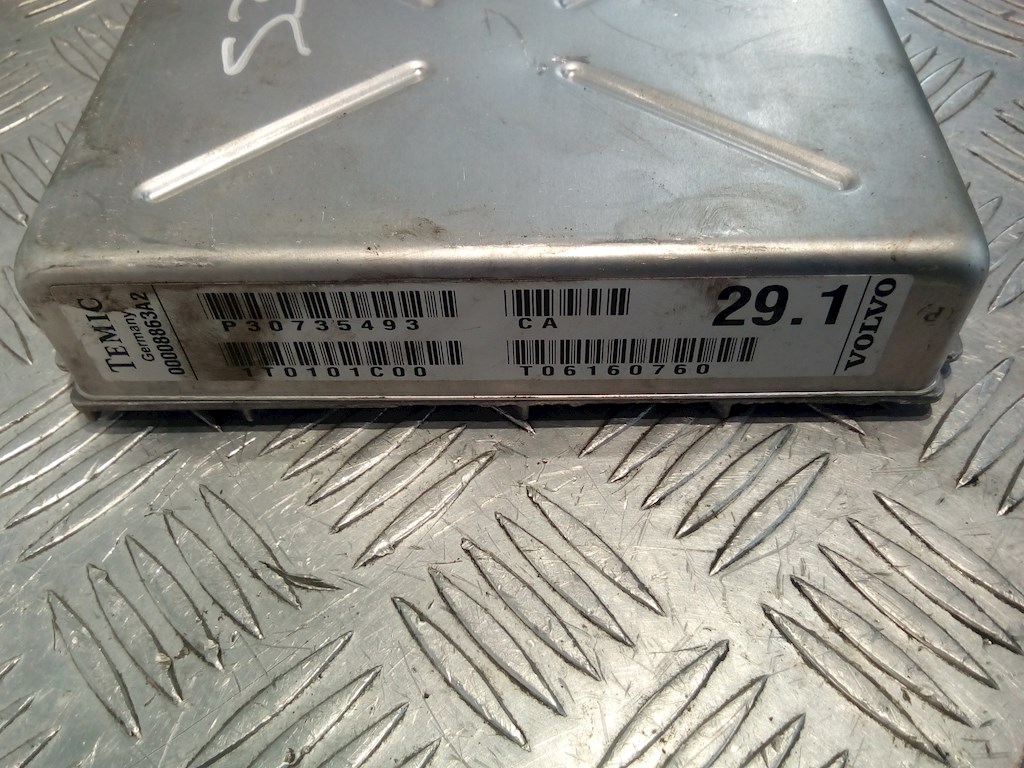 TEMIC
Germany
00008863A2
P30735493
CA
29.1
VOLVO
1T0101C00
T06160760